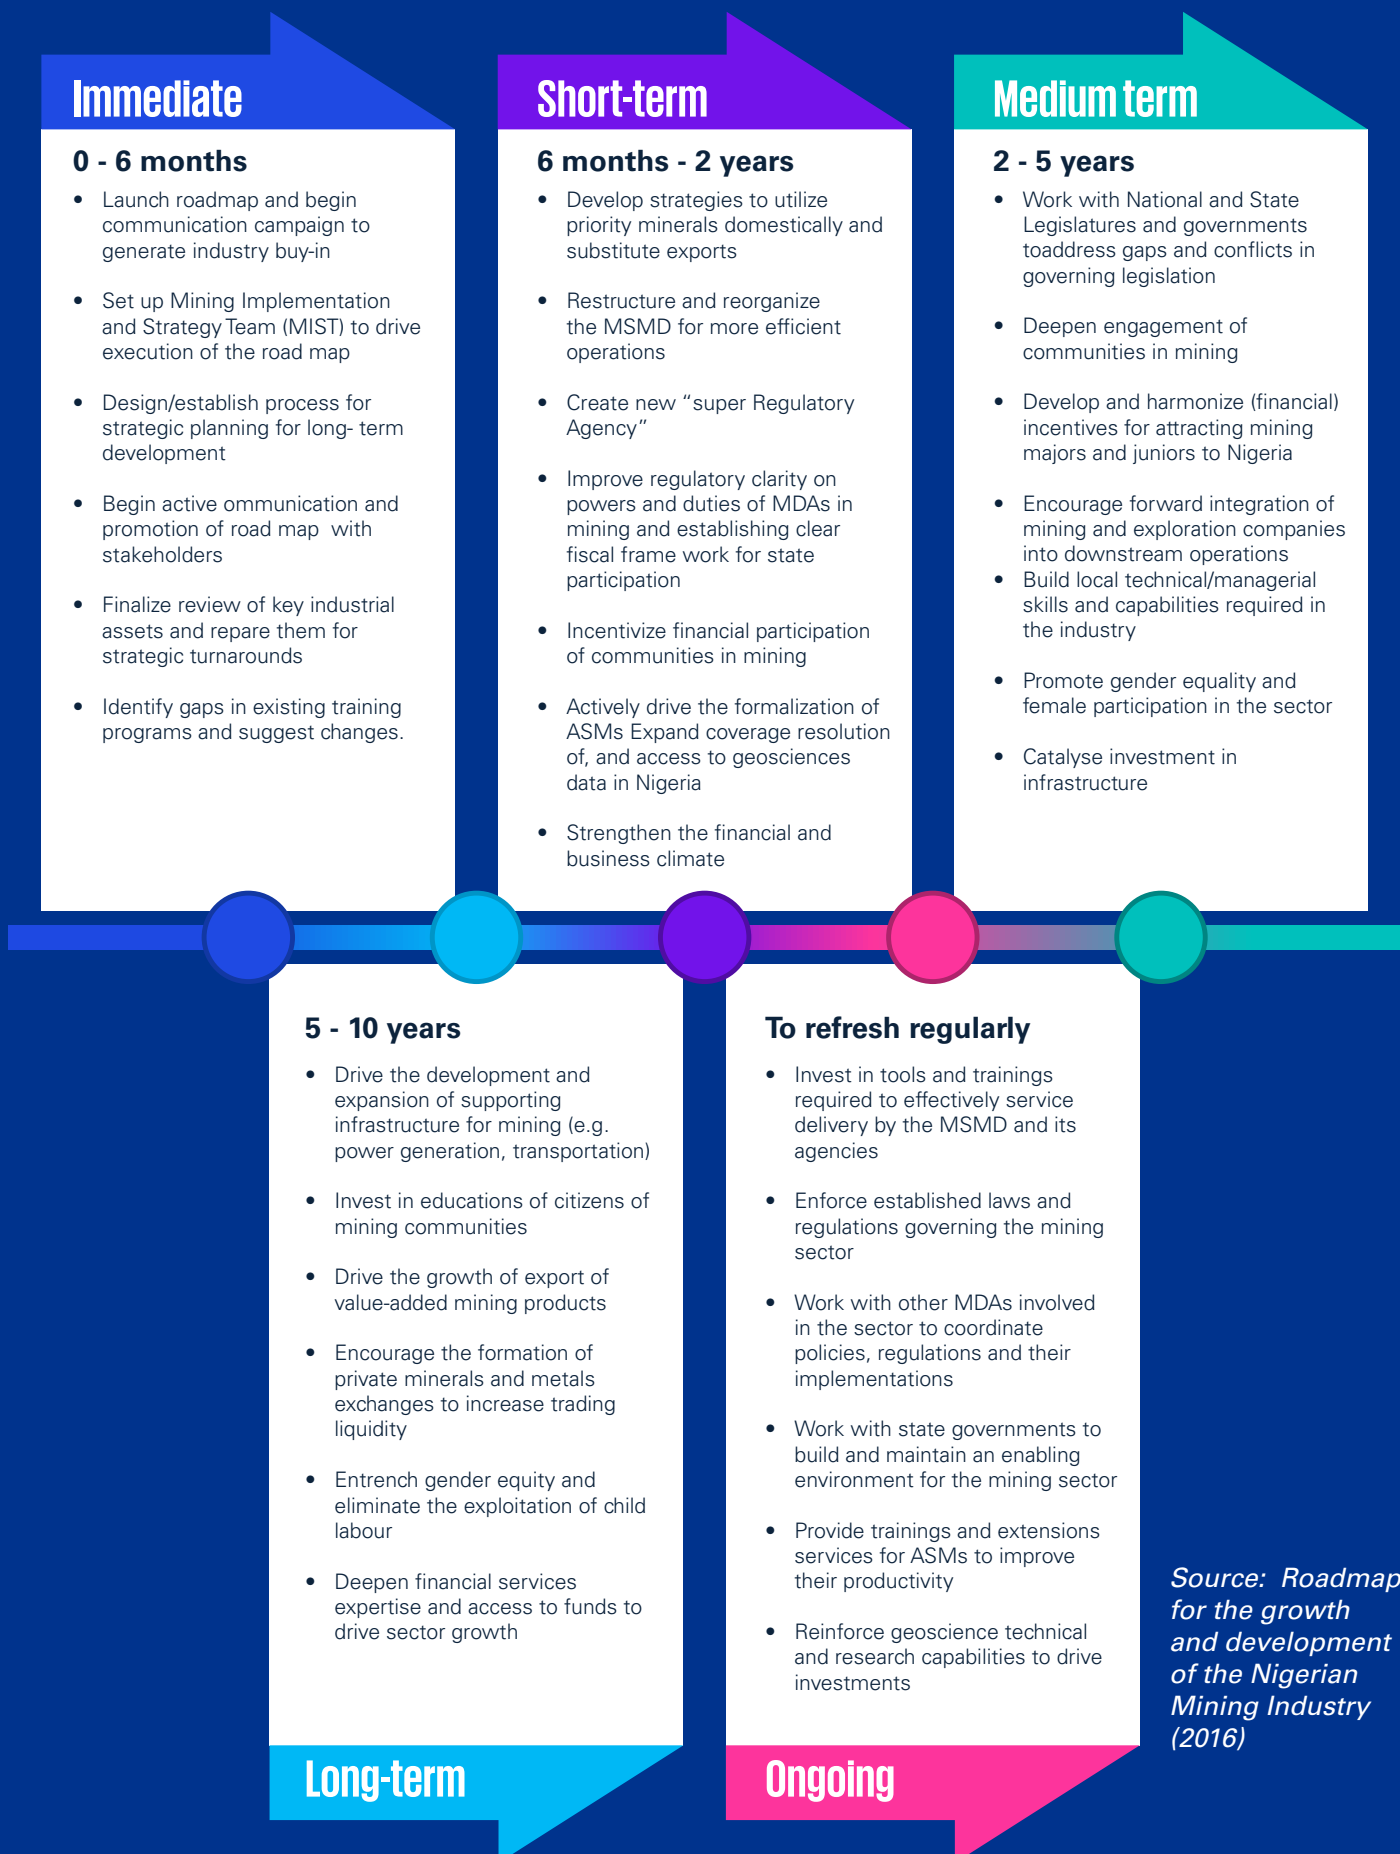 Immediate
0 - 6 months
• Launch roadmap and begin
communication campaign to
generate industry buy-in
• Set up Mining Implementation
and Strategy Team (MIST) to drive
execution of the road map
• Design/establish process for
strategic planning for long- term
development
• Begin active ommunication and
promotion of road map with
stakeholders
• Finalize review of key industrial
assets and repare them for
strategic turnarounds
• Identify gaps in existing training
programs and suggest changes.
Short-term
6 months - 2 years
• Develop strategies to utilize
priority minerals domestically and
substitute exports
• Restructure and reorganize
the MSMD for more efficient
operations
• Create new “super Regulatory
Agency”
• Improve regulatory clarity on
powers and duties of MDAs in
mining and establishing clear
fiscal frame work for state
participation
• Incentivize financial participation
of communities in mining
• Actively drive the formalization of
ASMs Expand coverage resolution
of, and access to geosciences
data in Nigeria
• Strengthen the financial and
business climate
Medium term
2 - 5 years
• Work with National and State
Legislatures and governments
toaddress gaps and conflicts in
governing legislation
• Deepen engagement of
communities in mining
• Develop and harmonize (financial)
incentives for attracting mining
majors and juniors to Nigeria
• Encourage forward integration of
mining and exploration companies
into downstream operations
• Build local technical/managerial
skills and capabilities required in
the industry
• Promote gender equality and
female participation in the sector
• Catalyse investment in
infrastructure
5 - 10 years
• Drive the development and
expansion of supporting
infrastructure for mining (e.g.
power generation, transportation)
• Invest in educations of citizens of
mining communities
• Drive the growth of export of
value-added mining products
• Encourage the formation of
private minerals and metals
exchanges to increase trading
liquidity
• Entrench gender equity and
eliminate the exploitation of child
labour
• Deepen financial services
expertise and access to funds to
drive sector growth
Long-term
To refresh regularly
• Invest in tools and trainings
required to effectively service
delivery by the MSMD and its
agencies
• Enforce established laws and
regulations governing the mining
sector
• Work with other MDAs involved
in the sector to coordinate
policies, regulations and their
implementations
• Work with state governments to
build and maintain an enabling
environment for the mining sector
• Provide trainings and extensions
services for ASMs to improve
their productivity
• Reinforce geoscience technical
and research capabilities to drive
investments
Ongoing
Source: Roadmap
for the growth
and development
of the Nigerian
Mining Industry
(2016)